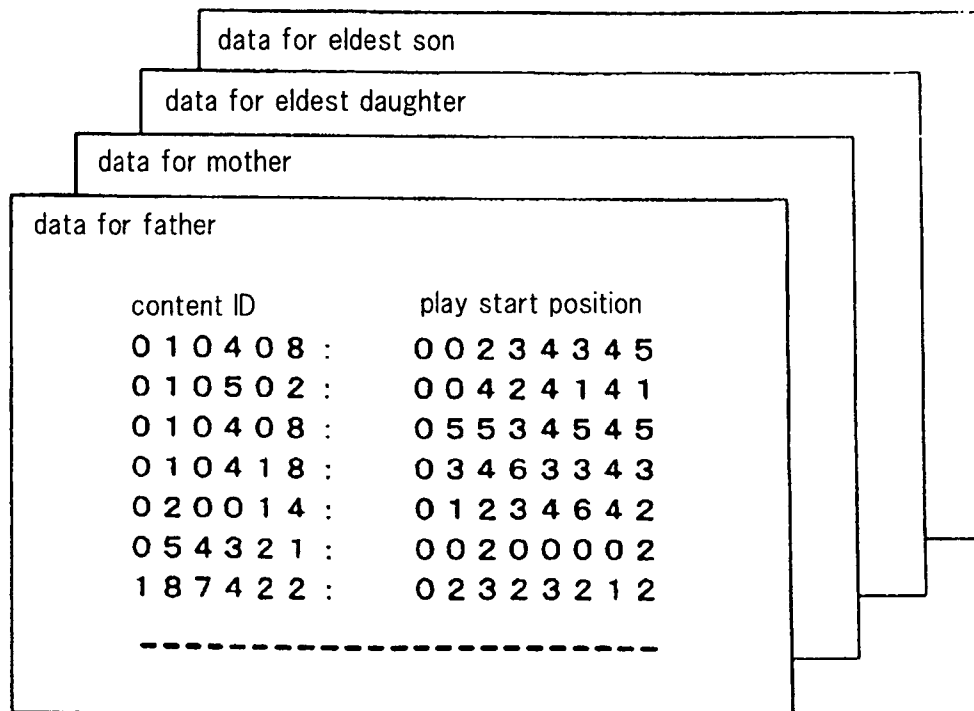 data for eldest son
data for eldest daughter
data for mother
data for father
content ID play start position
010408: 00234345
010502: 00424141
010408: 05534545
010418: 03463343
020014: 01234642
054321: 00200002
187422: 02323212